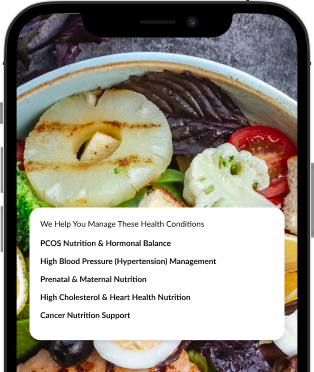 We Help You Manage These Health Conditions
PCOS Nutrition & Hormonal Balance
High Blood Pressure (Hypertension) Management
Prenatal & Maternal Nutrition
High Cholesterol & Heart Health Nutrition
Cancer Nutrition Support